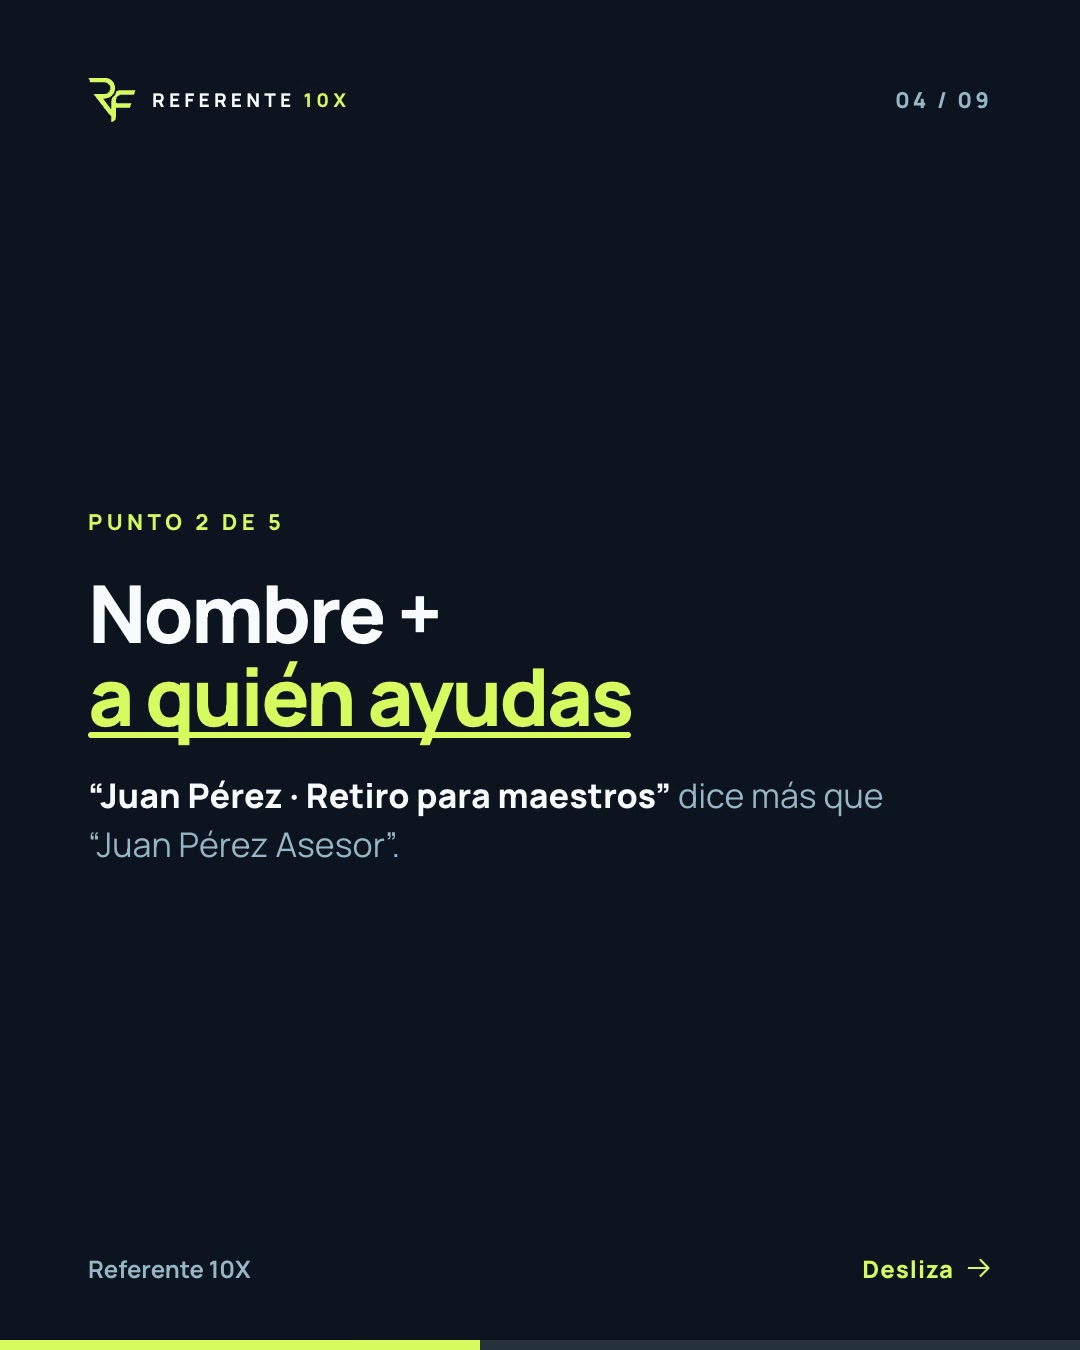 REFERENTE 10X
04 / 09
PUNTO 2 DE 5
Nombre +
a quién ayudas
“Juan Pérez · Retiro para maestros” dice más que
“Juan Pérez Asesor”.
Referente 10X
Desliza →